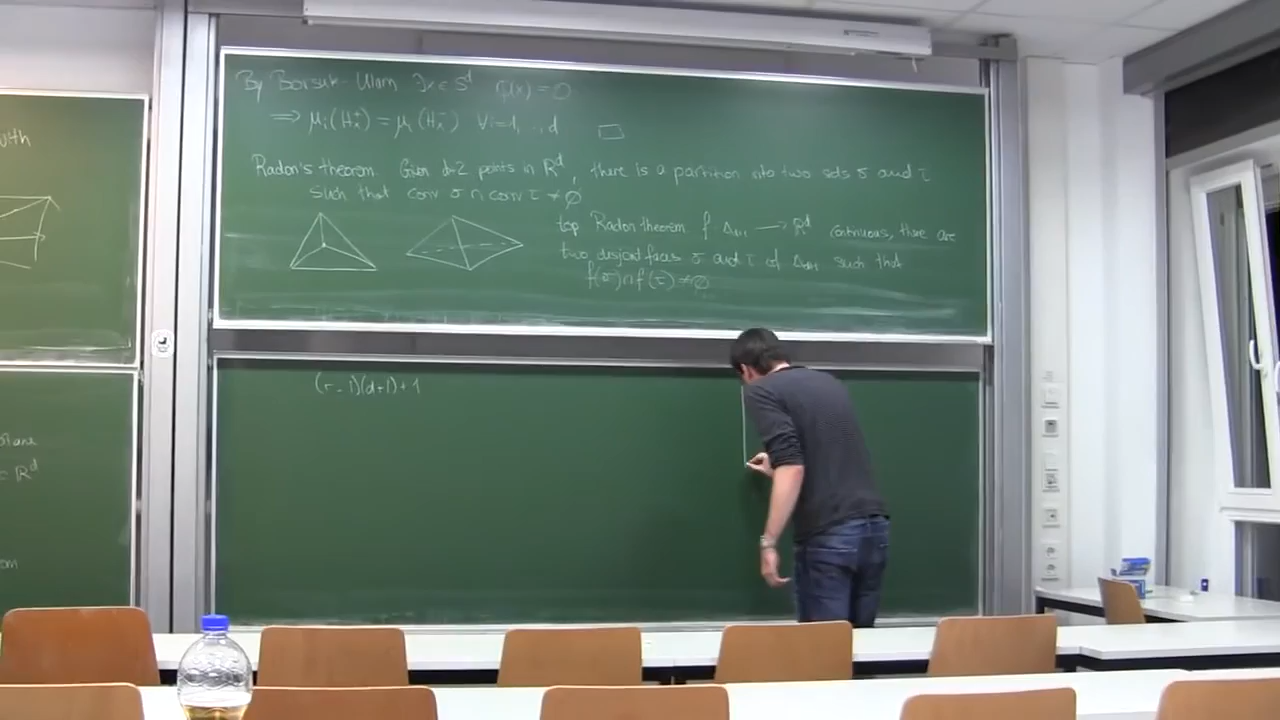 with
By Borsuk-Ulam ∃x ∈ S^d (x) = 0
⟹ μ_i(H_x^+) = μ_i(H_x^-) ∀i=1, ..., d □
Radon's theorem. Given d+2 points in R^d, there is a partition into two sets σ and τ
such that conv σ ∩ conv τ ≠ ∅
top Radon theorem f Δ_{d+1} → R^d continuous, there are
two disjoint faces σ and τ of Δ_{d+1} such that
f(σ) ∩ f(τ) ≠ ∅
(r-1)(d+1)+1
R^d